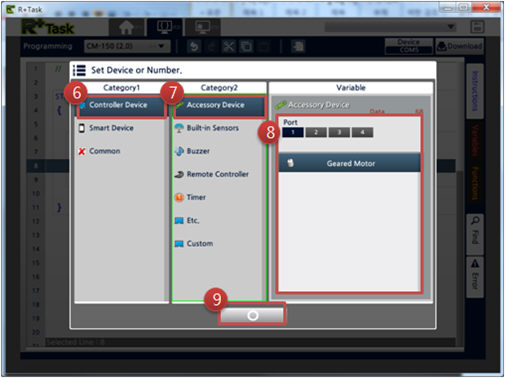 R+Task
R+Task
Programming CM-150 (2.0) Device COM5 Download
Set Device or Number.
Category1 Category2 Variable
6 Controller Device
Smart Device
Common
7 Accessory Device
Built-in Sensors
Buzzer
Remote Controller
Timer
Etc.
Custom
Accessory Device
8 Port
1 2 3 4
Geared Motor
9
Instructions
Variables
Functions
Find
Error
Selected Line : 8